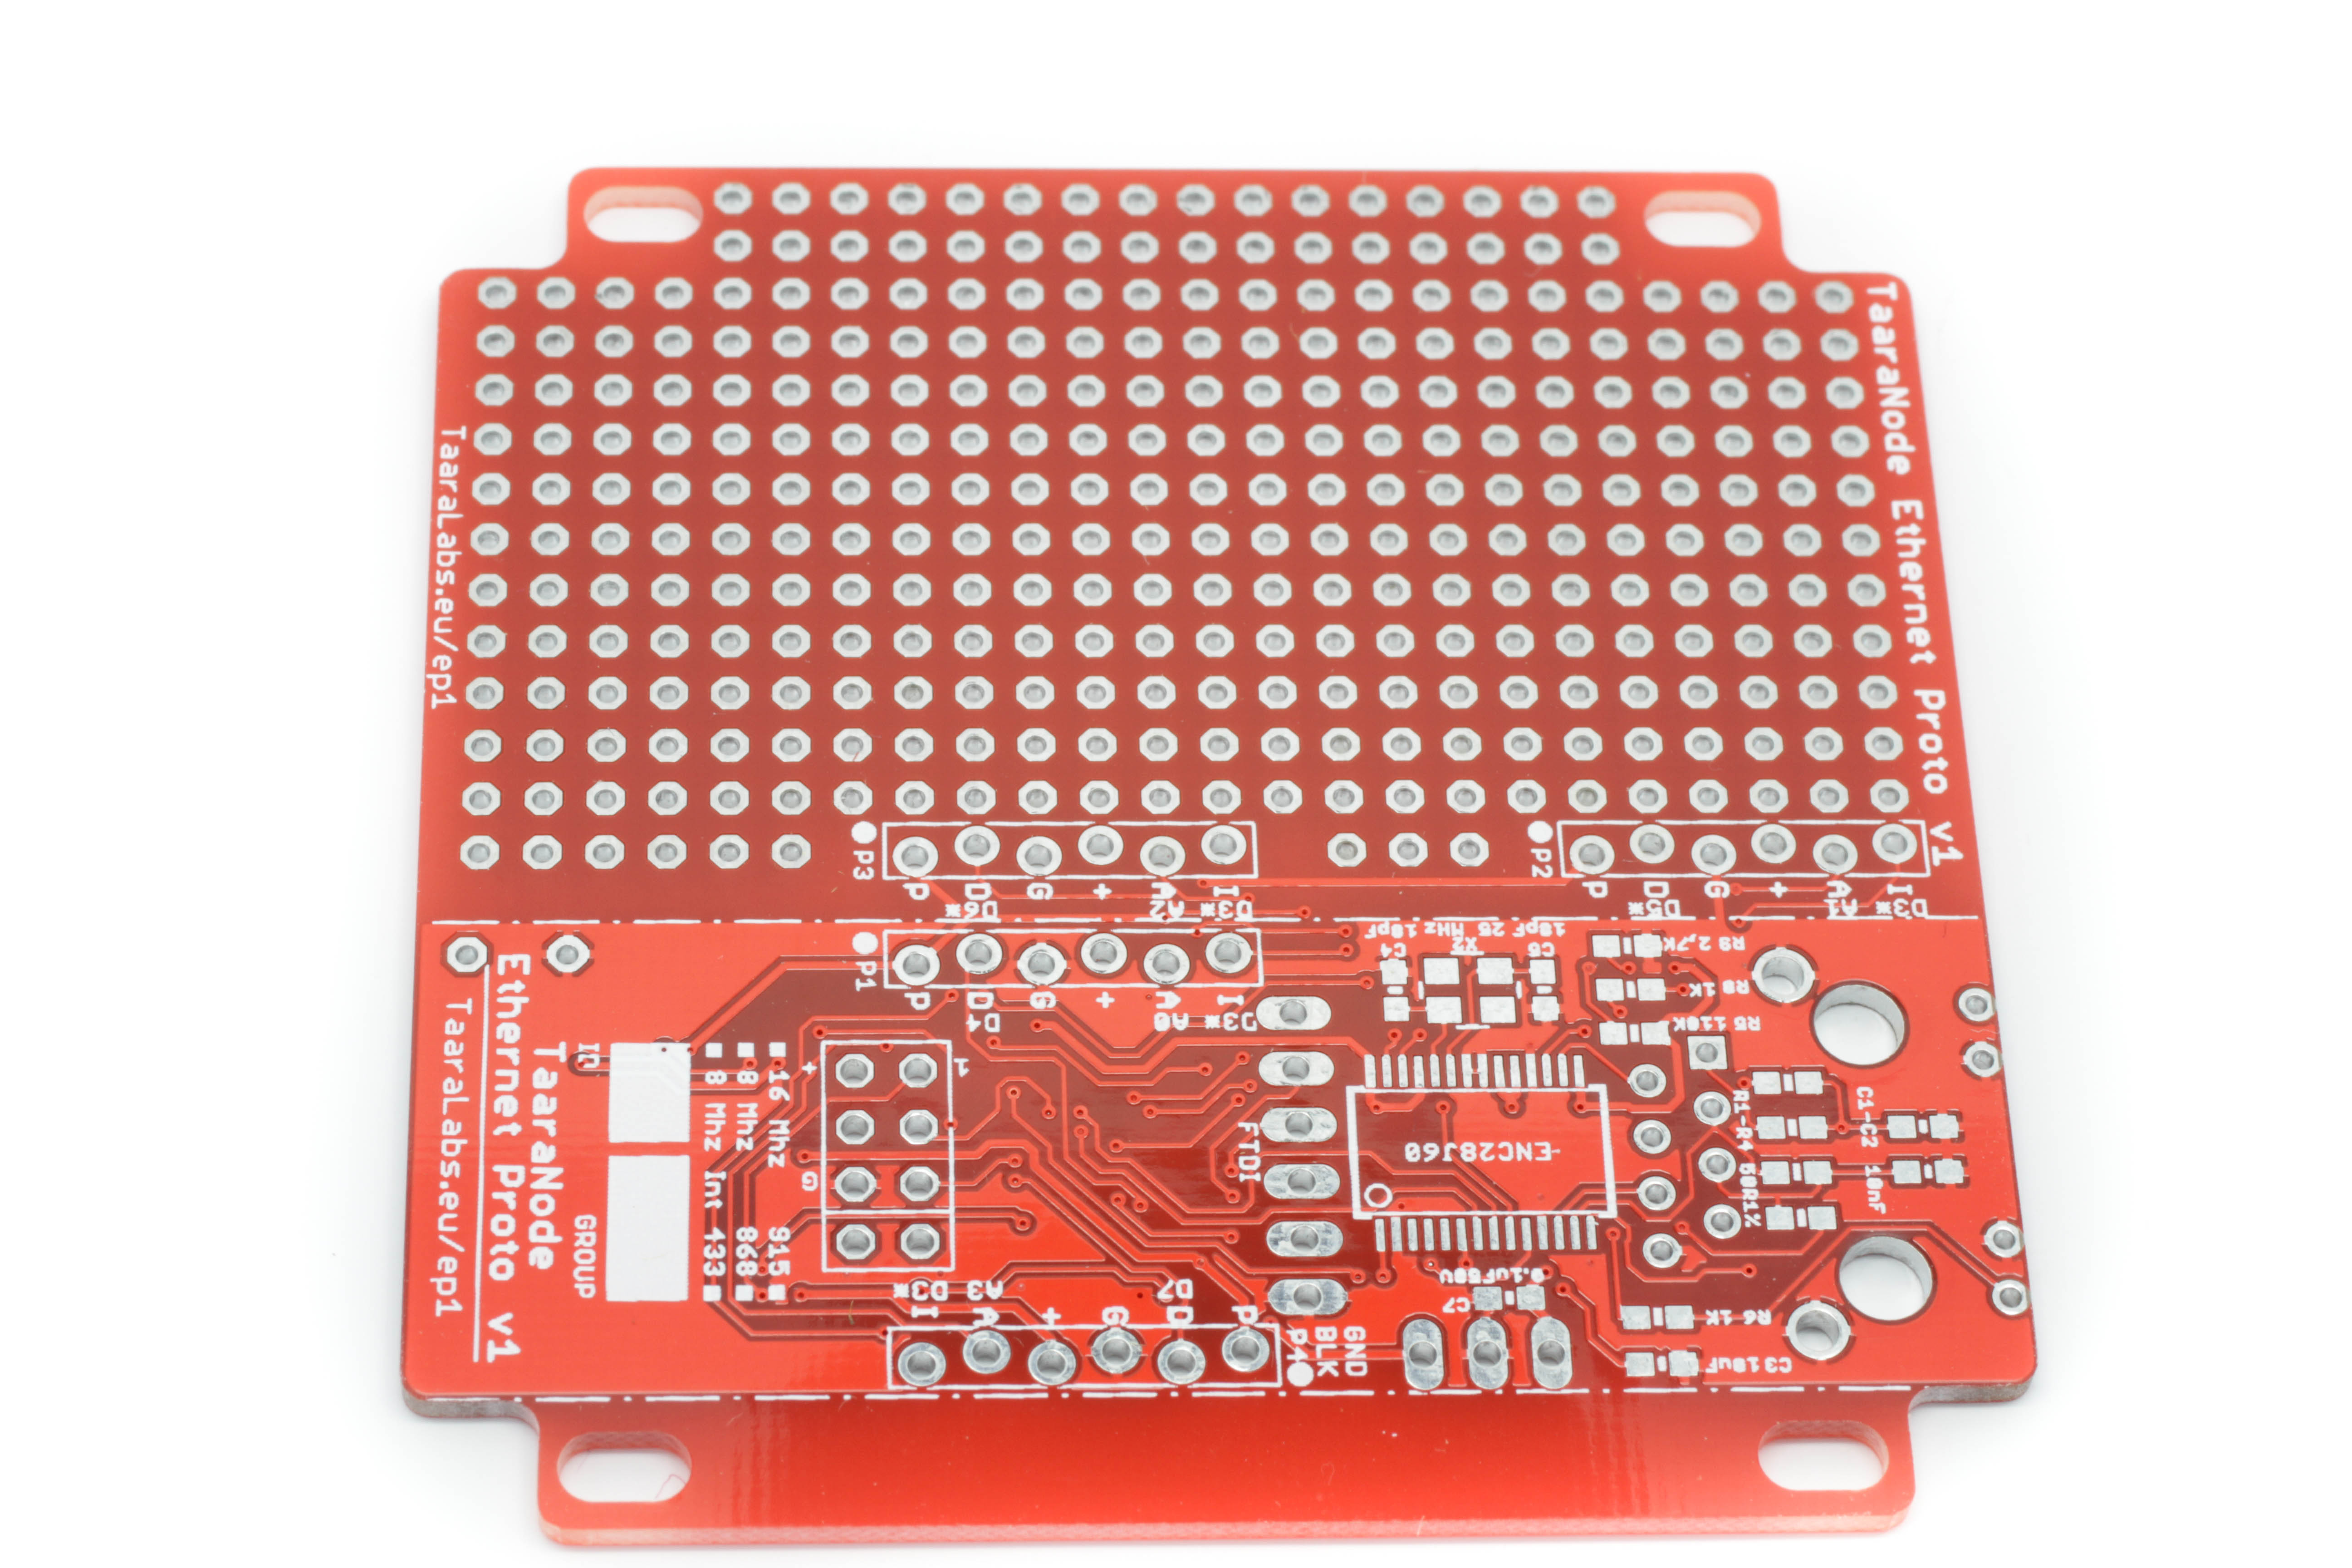 TaaraNode Ethernet Proto v1
TaaraLabs.eu/ep1
P3
P
D
G
+
A
I
D6*
A2
D3*
P2
P
D
G
+
A
I
D5*
A1
D3*
P1
P
D
G
+
A
I
D4
A0
D3*
C4
18pF
X2
25 MHz
C5
18pF
R9 2,7K
R8 1K
R5 110K
TaaraNode
Ethernet Proto v1
TaaraLabs.eu/ep1
ID
GROUP
16 Mhz
8 Mhz
8 Mhz Int
915
868
433
+
1
G
FTDI
ENC28J60
R1-R4
50R1%
C1-C2
10nF
0.1uF50V
C7
R6 1K
C3 10uF
D3*
A3
D7
I
A
+
G
D
P
P4
GND
BLK